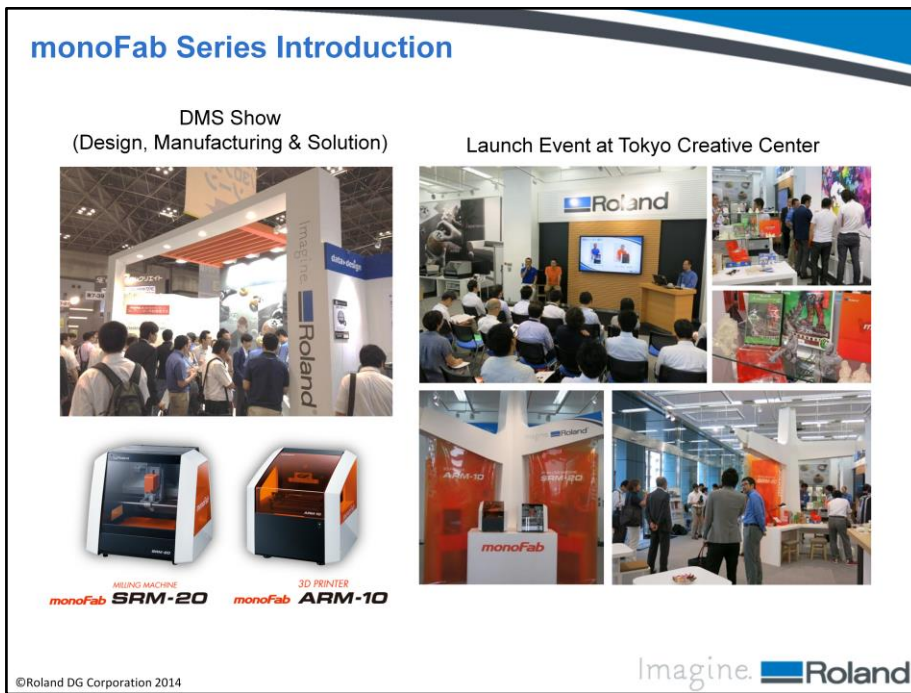 monoFab Series Introduction
DMS Show
(Design, Manufacturing & Solution)
Launch Event at Tokyo Creative Center
Imagine.
Roland
Roland
Roland
ARM-10
SRM-20
monoFab
MILLING MACHINE
monoFab SRM-20
3D PRINTER
monoFab ARM-10
©Roland DG Corporation 2014
Imagine. Roland